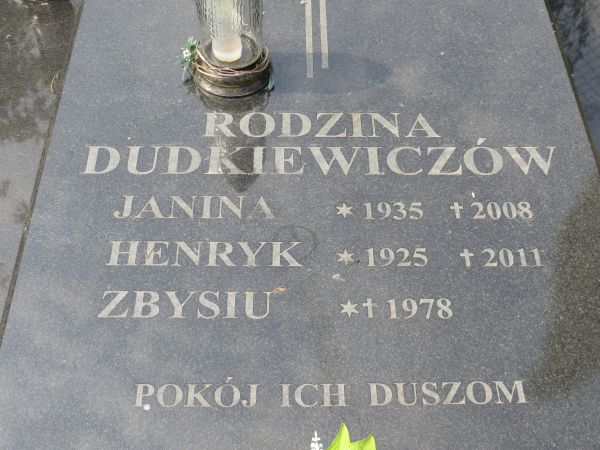 RODZINA
DUDKIEWICZÓW
JANINA * 1935 † 2008
HENRYK * 1925 † 2011
ZBYSIU * † 1978
POKÓJ ICH DUSZOM